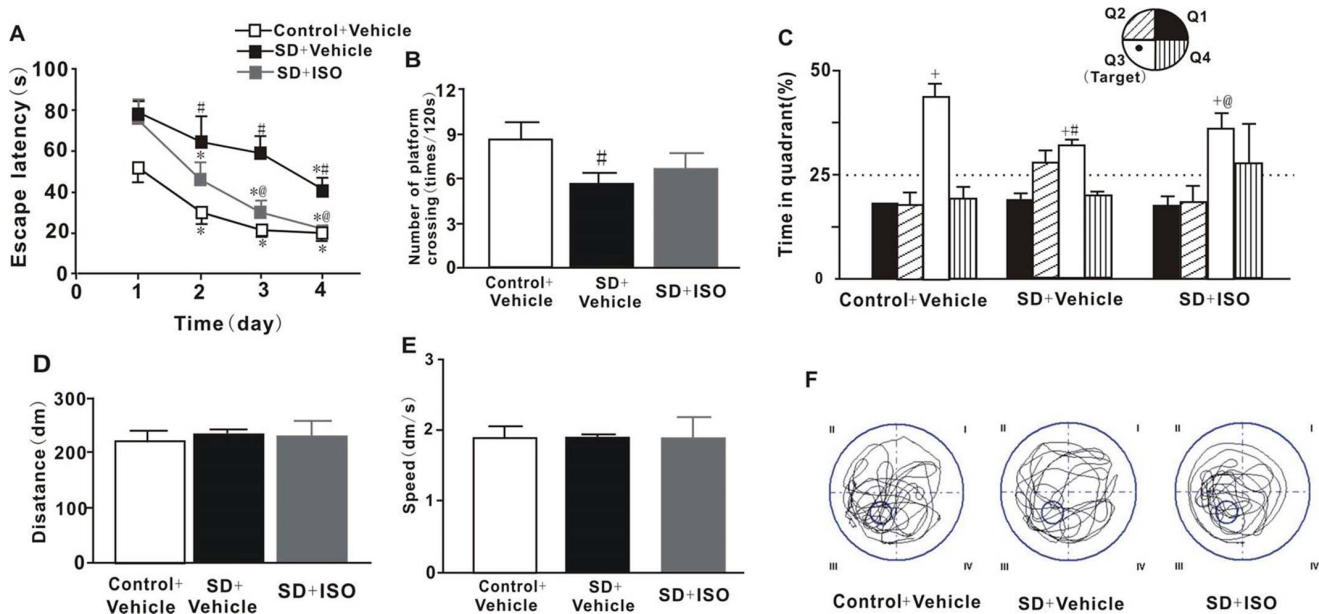 A
Control+Vehicle
SD+Vehicle
SD+ISO
Escape latency(s)
100
80
60
40
20
0
0
1
2
3
4
#
#
*#
*
*@
*@
*
*
*
Time(day)
B
Number of platform
crossing(times/120s)
12
9
6
3
0
#
Control+
Vehicle
SD+
Vehicle
SD+ISO
C
Q2
Q1
Q3
Q4
(Target)
Time in quadrant(%)
50
25
0
+
+#
+@
Control+Vehicle
SD+Vehicle
SD+ISO
D
Disatance(dm)
300
200
100
0
Control+
Vehicle
SD+
Vehicle
SD+ISO
E
Speed(dm/s)
3
2
1
0
Control+
Vehicle
SD+
Vehicle
SD+ISO
F
II
I
III
IV
II
I
III
IV
II
I
III
IV
Control+Vehicle
SD+Vehicle
SD+ISO